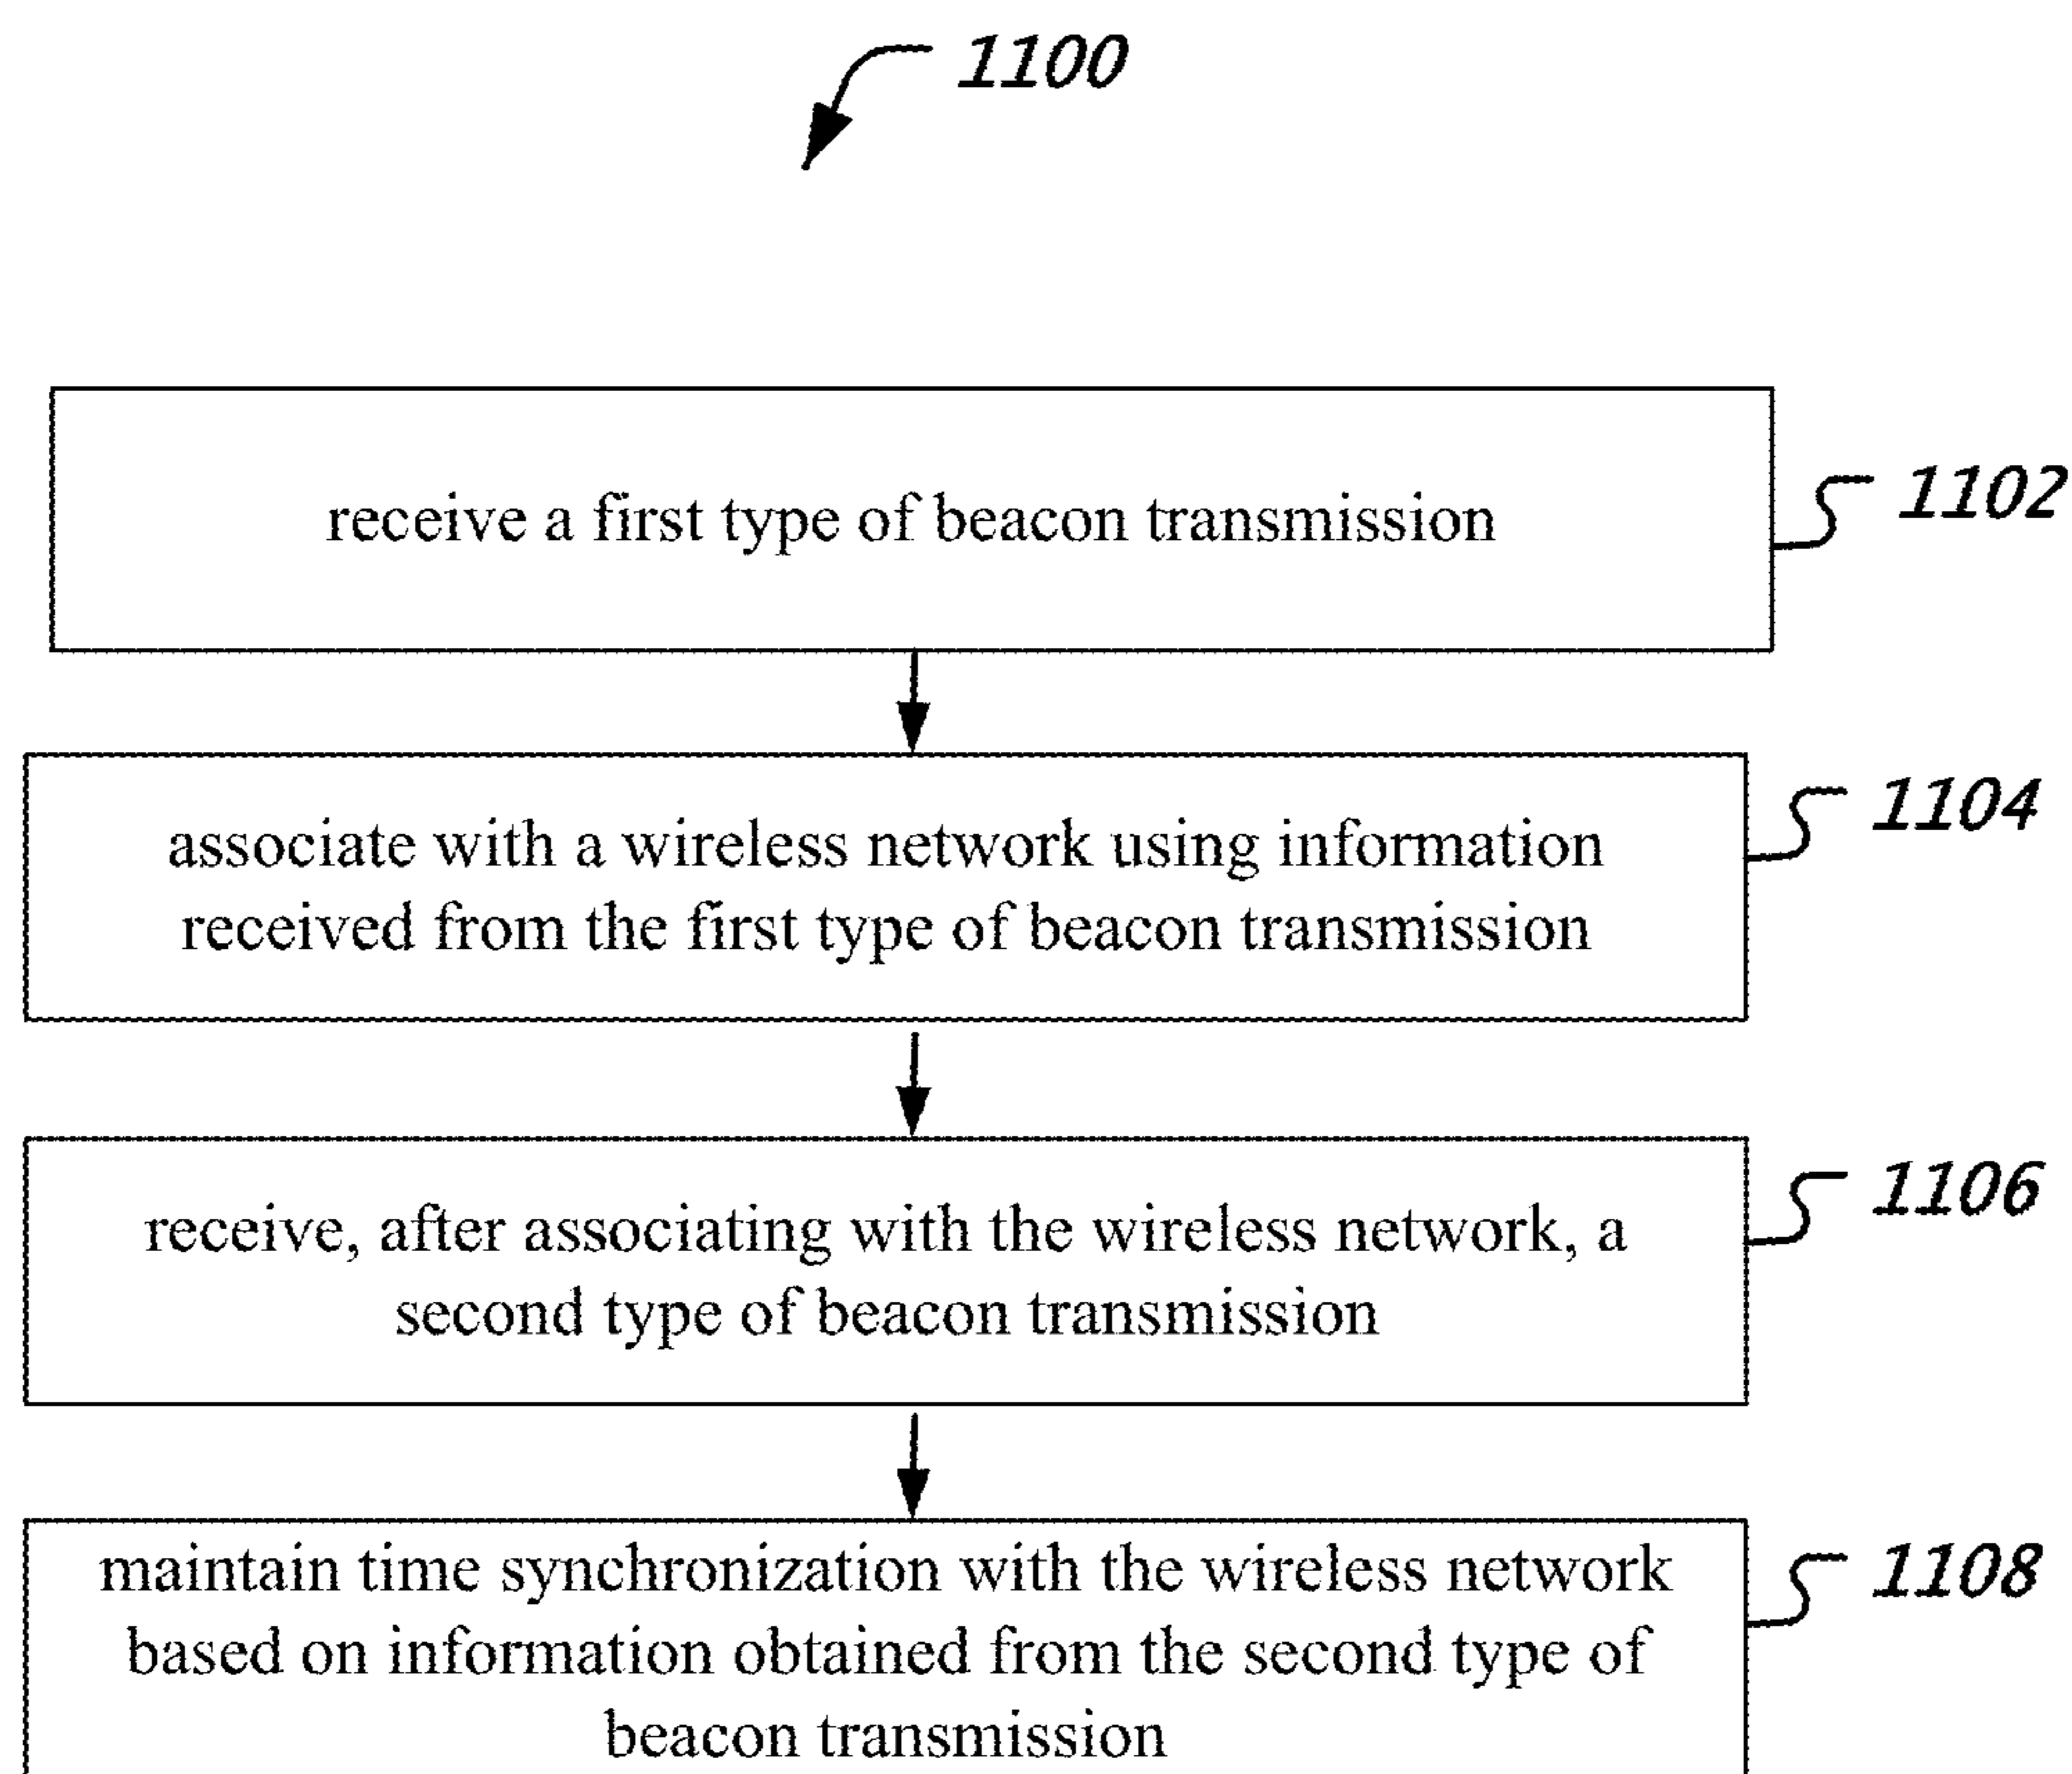 1100
receive a first type of beacon transmission
1102
associate with a wireless network using information
received from the first type of beacon transmission
1104
receive, after associating with the wireless network, a
second type of beacon transmission
1106
maintain time synchronization with the wireless network
based on information obtained from the second type of
beacon transmission
1108